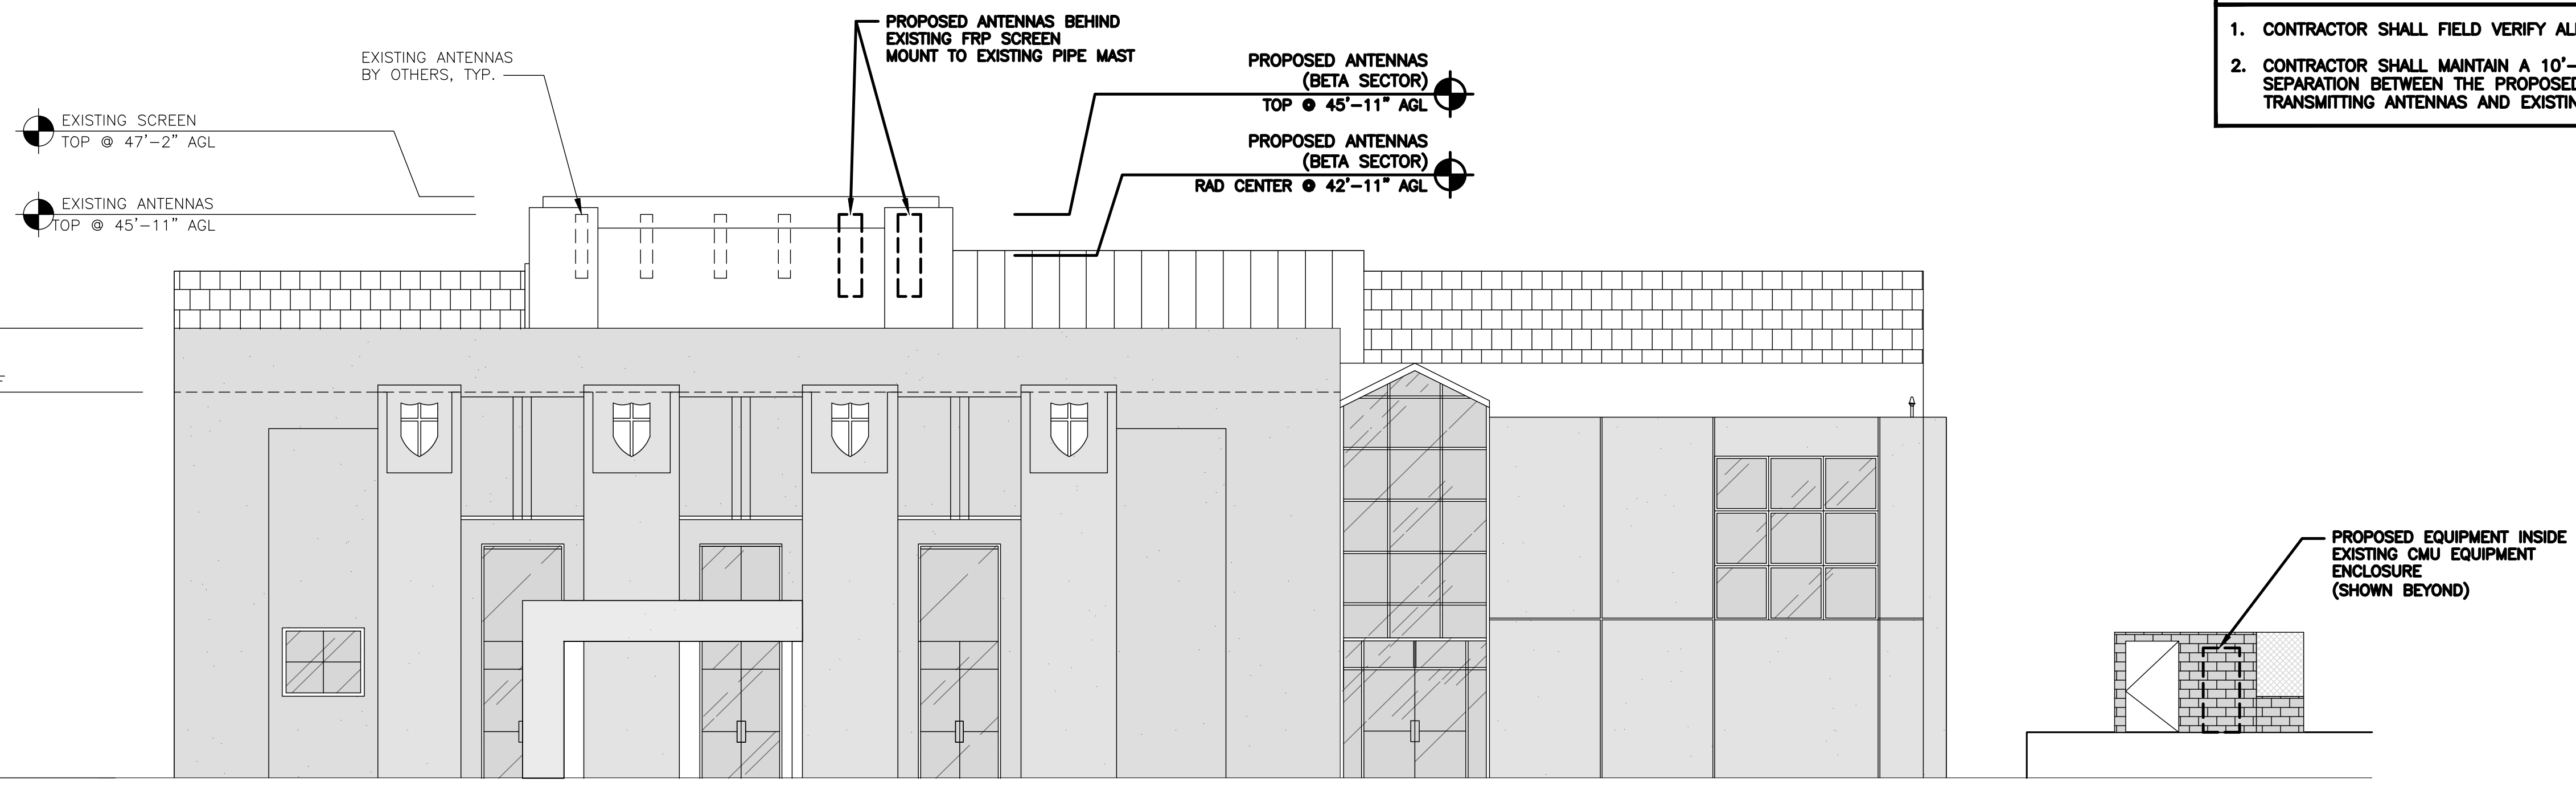 PROPOSED ANTENNAS BEHIND
EXISTING FRP SCREEN
MOUNT TO EXISTING PIPE MAST
EXISTING ANTENNAS
BY OTHERS, TYP.
PROPOSED ANTENNAS
(BETA SECTOR)
TOP @ 45'-11" AGL
PROPOSED ANTENNAS
(BETA SECTOR)
RAD CENTER @ 42'-11" AGL
EXISTING SCREEN
TOP @ 47'-2" AGL
EXISTING ANTENNAS
TOP @ 45'-11" AGL
1. CONTRACTOR SHALL FIELD VERIFY
2. CONTRACTOR SHALL MAINTAIN A 10'-
SEPARATION BETWEEN THE PROPOSED
TRANSMITTING ANTENNAS AND
PROPOSED EQUIPMENT INSIDE
EXISTING CMU EQUIPMENT
ENCLOSURE
(SHOWN BEYOND)